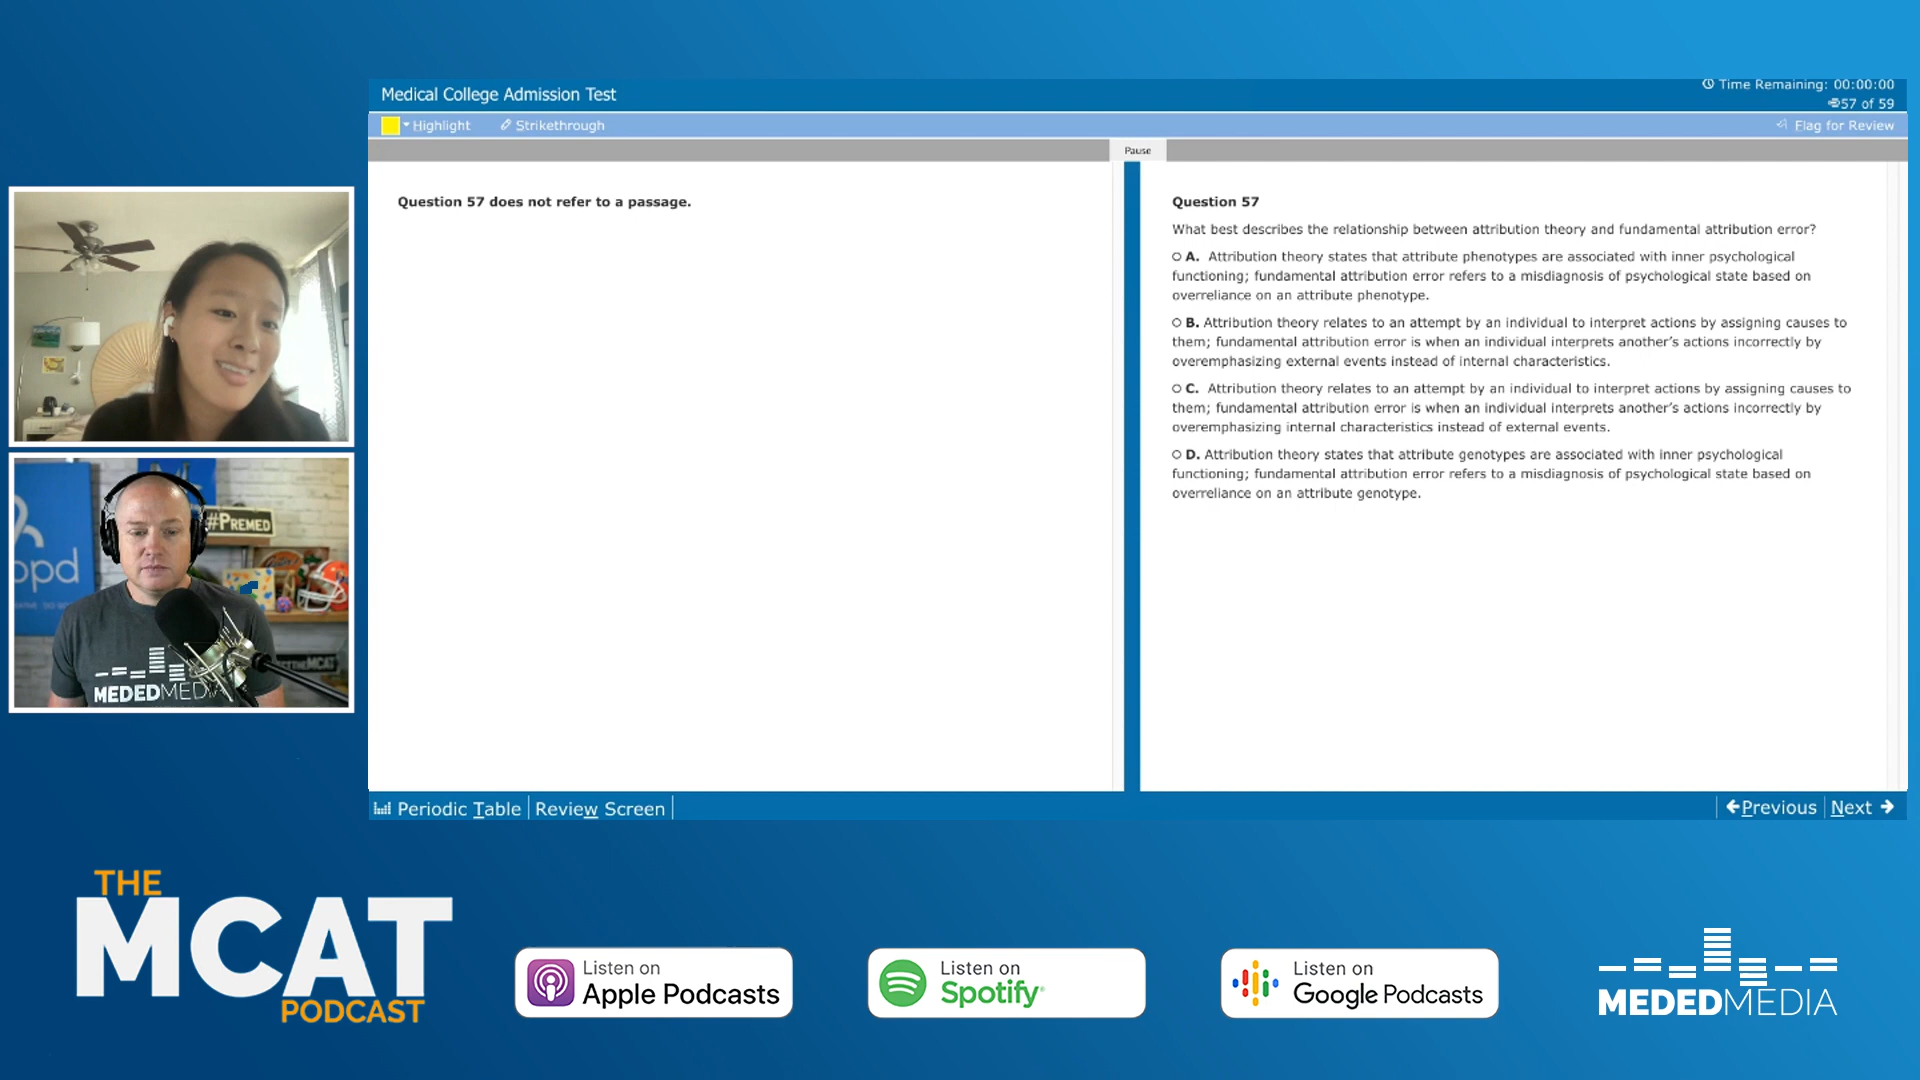 Medical College Admission Test
Time Remaining: 00:00:00
57 of 59
Highlight
Strikethrough
Flag for Review
Pause
Question 57 does not refer to a passage.
Question 57
What best describes the relationship between attribution theory and fundamental attribution error?
A. Attribution theory states that attribute phenotypes are associated with inner psychological
functioning; fundamental attribution error refers to a misdiagnosis of psychological state based on
overreliance on an attribute phenotype.
B. Attribution theory relates to an attempt by an individual to interpret actions by assigning causes to
them; fundamental attribution error is when an individual interprets another's actions incorrectly by
overemphasizing external events instead of internal characteristics.
C. Attribution theory relates to an attempt by an individual to interpret actions by assigning causes to
them; fundamental attribution error is when an individual interprets another's actions incorrectly by
overemphasizing internal characteristics instead of external events.
D. Attribution theory states that attribute genotypes are associated with inner psychological
functioning; fundamental attribution error refers to a misdiagnosis of psychological state based on
overreliance on an attribute genotype.
#PREMED
MEDEDMEDIA
Periodic Table
Review Screen
Previous
Next
THE
MCAT
PODCAST
Listen on
Apple Podcasts
Listen on
Spotify
Listen on
Google Podcasts
MEDEDMEDIA